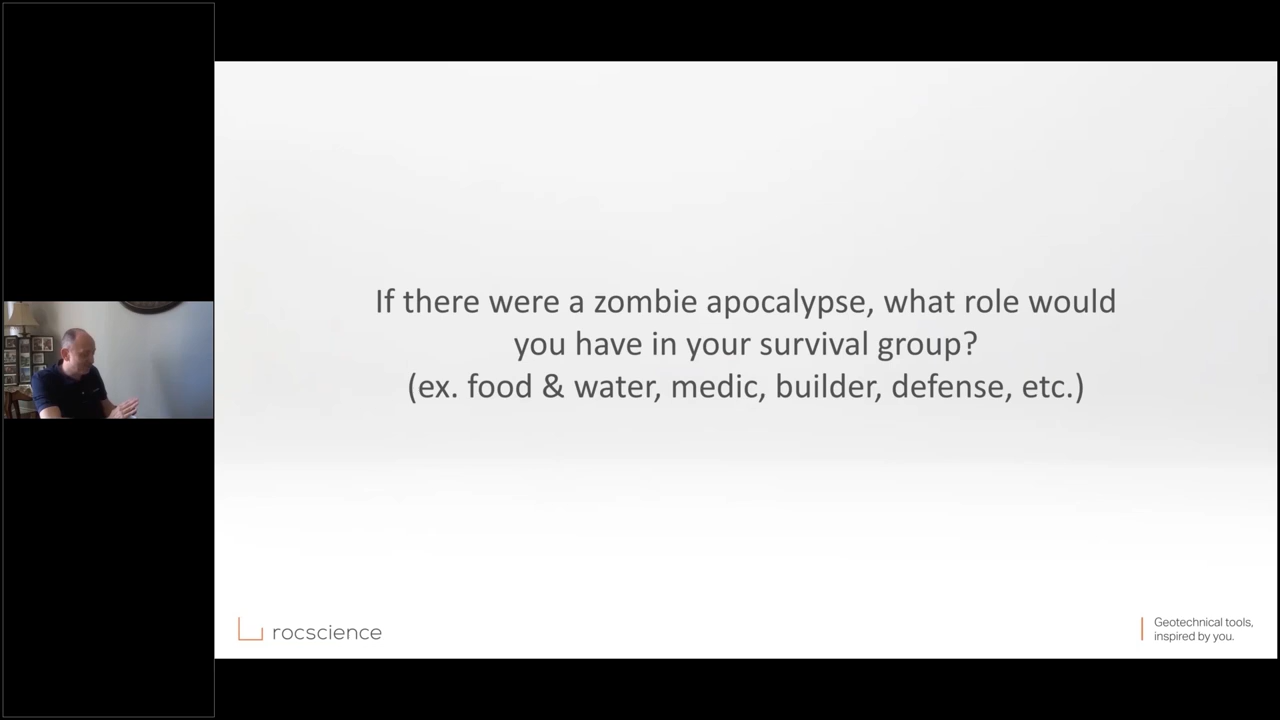 If there were a zombie apocalypse, what role would
you have in your survival group?
(ex. food & water, medic, builder, defense, etc.)
rocscience
Geotechnical tools,
inspired by you.